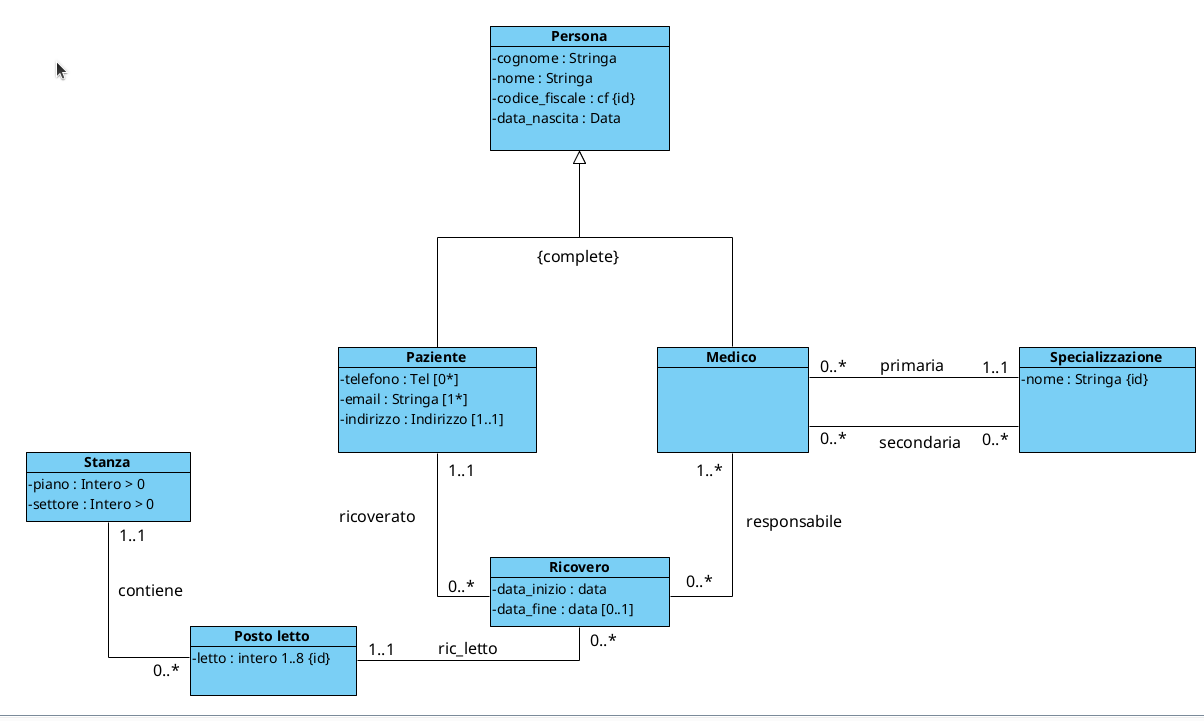 Persona
-cognome : Stringa
-nome : Stringa
-codice_fiscale : cf {id}
-data_nascita : Data
{complete}
Paziente
-telefono : Tel [0*]
-email : Stringa [1*]
-indirizzo : Indirizzo [1..1]
Medico
0..*
primaria
1..1
0..*
secondaria
0..*
Specializzazione
-nome : Stringa {id}
Stanza
-piano : Intero > 0
-settore : Intero > 0
1..1
1..*
ricoverato
responsabile
1..1
contiene
0..*
0..*
Ricovero
-data_inizio : data
-data_fine : data [0..1]
Posto letto
-letto : intero 1..8 {id}
0..*
1..1
ric_letto
0..*